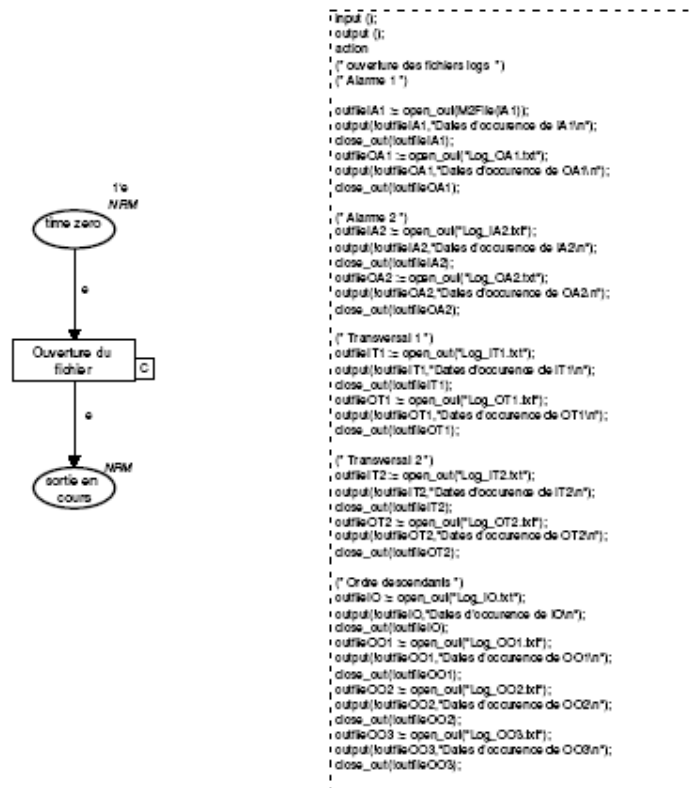 1'e
NRM
time zero
e
Ouverture du
fichier
C
e
NRM
sortie en
cours
input ();
output ();
action
(* ouverture des fichiers logs *)
(* Alarme 1 *)
outfileIA1 := open_out(M2File(IA1));
output(!outfileIA1,"Dates d'occurence de IA1\n");
close_out(!outfileIA1);
outfileOA1 := open_out("Log_OA1.txt");
output(!outfileOA1,"Dates d'occurence de OA1\n");
close_out(!outfileOA1);
(* Alarme 2 *)
outfileIA2 := open_out("Log_IA2.txt");
output(!outfileIA2,"Dates d'occurence de IA2\n");
close_out(!outfileIA2);
outfileOA2 := open_out("Log_OA2.txt");
output(!outfileOA2,"Dates d'occurence de OA2\n");
close_out(!outfileOA2);
(* Transversal 1 *)
outfileIT1 := open_out("Log_IT1.txt");
output(!outfileIT1,"Dates d'occurence de IT1\n");
close_out(!outfileIT1);
outfileOT1 := open_out("Log_OT1.txt");
output(!outfileOT1,"Dates d'occurence de OT1\n");
close_out(!outfileOT1);
(* Transversal 2 *)
outfileIT2 := open_out("Log_IT2.txt");
output(!outfileIT2,"Dates d'occurence de IT2\n");
close_out(!outfileIT2);
outfileOT2 := open_out("Log_OT2.txt");
output(!outfileOT2,"Dates d'occurence de OT2\n");
close_out(!outfileOT2);
(* Ordre descendants *)
outfileIO := open_out("Log_IO.txt");
output(!outfileIO,"Dates d'occurence de IO\n");
close_out(!outfileIO);
outfileOO1 := open_out("Log_OO1.txt");
output(!outfileOO1,"Dates d'occurence de OO1\n");
close_out(!outfileOO1);
outfileOO2 := open_out("Log_OO2.txt");
output(!outfileOO2,"Dates d'occurence de OO2\n");
close_out(!outfileOO2);
outfileOO3 := open_out("Log_OO3.txt");
output(!outfileOO3,"Dates d'occurence de OO3\n");
close_out(!outfileOO3);